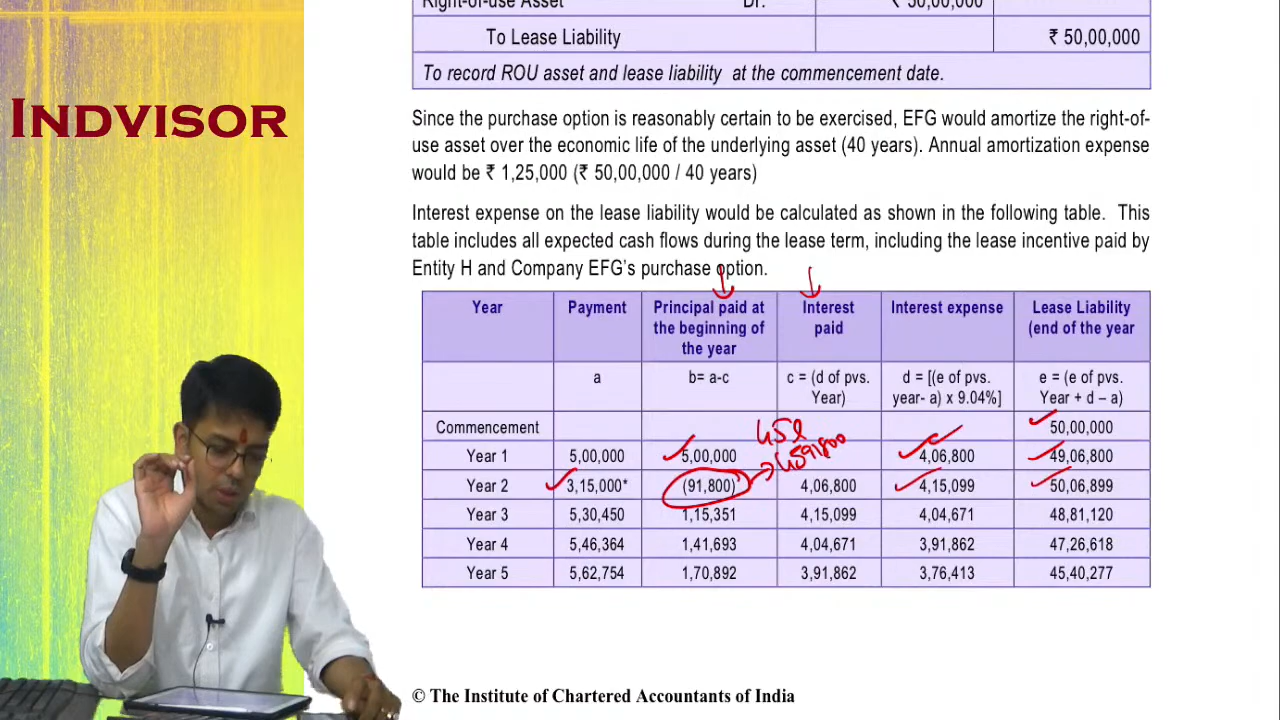 Right-of-use Asset Dr. ₹ 50,00,000
To Lease Liability ₹ 50,00,000
To record ROU asset and lease liability at the commencement date.
INDVISOR
Since the purchase option is reasonably certain to be exercised, EFG would amortize the right-of-
use asset over the economic life of the underlying asset (40 years). Annual amortization expense
would be ₹ 1,25,000 (₹ 50,00,000 / 40 years)
Interest expense on the lease liability would be calculated as shown in the following table. This
table includes all expected cash flows during the lease term, including the lease incentive paid by
Entity H and Company EFG's purchase option.
Year Payment Principal paid at the beginning of the year Interest paid Interest expense Lease Liability (end of the year
a b= a-c c = (d of pvs. Year) d = [(e of pvs. year- a) x 9.04%] e = (e of pvs. Year + d – a)
Commencement 50,00,000
45l
Year 1 5,00,000 5,00,000 4,06,800 49,06,800
4591800
Year 2 3,15,000* (91,800) 4,06,800 4,15,099 50,06,899
Year 3 5,30,450 1,15,351 4,15,099 4,04,671 48,81,120
Year 4 5,46,364 1,41,693 4,04,671 3,91,862 47,26,618
Year 5 5,62,754 1,70,892 3,91,862 3,76,413 45,40,277
© The Institute of Chartered Accountants of India